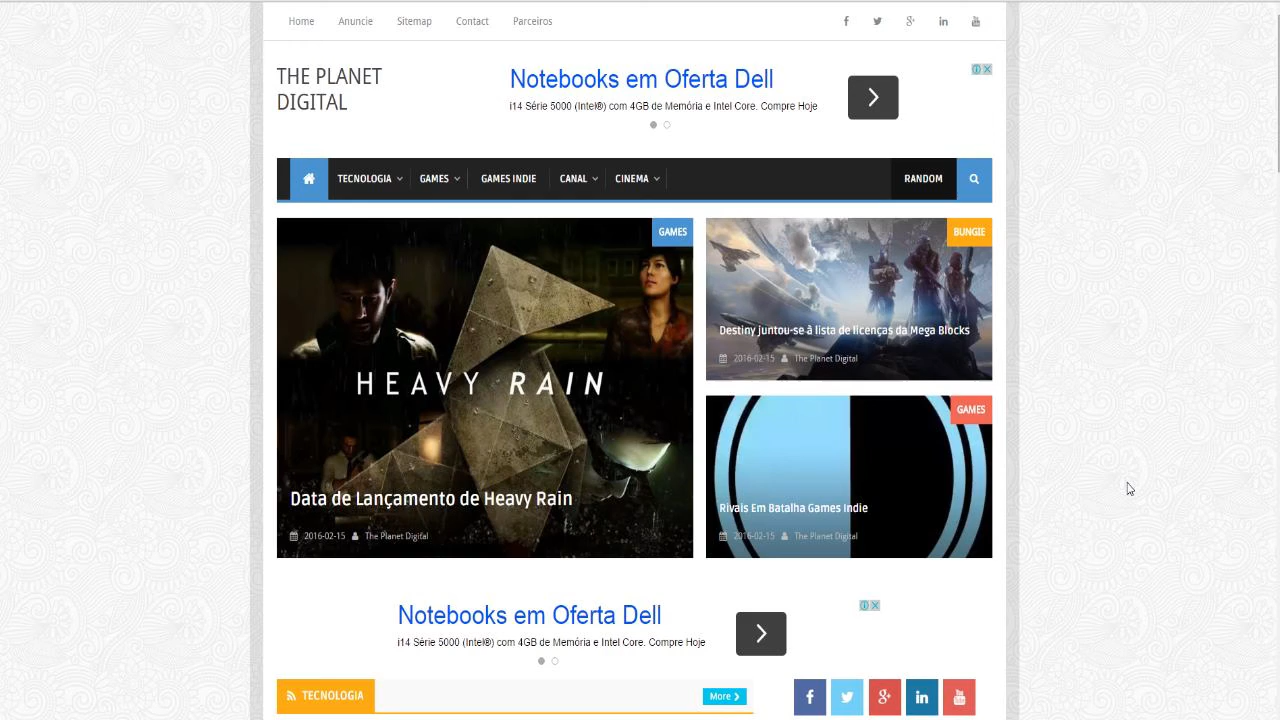 Home Anuncie Sitemap Contact Parceiros
THE PLANET
DIGITAL
Notebooks em Oferta Dell
i14 Série 5000 (Intel®) com 4GB de Memória e Intel Core. Compre Hoje
TECNOLOGIA GAMES GAMES INDIE CANAL CINEMA RANDOM
GAMES
HEAVY RAIN
Data de Lançamento de Heavy Rain
2016-02-15 The Planet Digital
BUNGIE
Destiny juntou-se à lista de licenças da Mega Blocks
2016-02-15 The Planet Digital
GAMES
Rivais Em Batalha Games Indie
2016-02-15 The Planet Digital
Notebooks em Oferta Dell
i14 Série 5000 (Intel®) com 4GB de Memória e Intel Core. Compre Hoje
TECNOLOGIA More